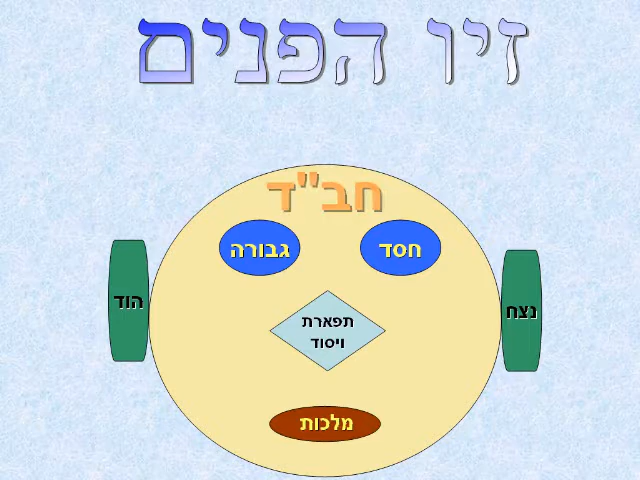 זיו הפנים
חב"ד
חסד
גבורה
נצח
הוד
תפארת
ויסוד
מלכות